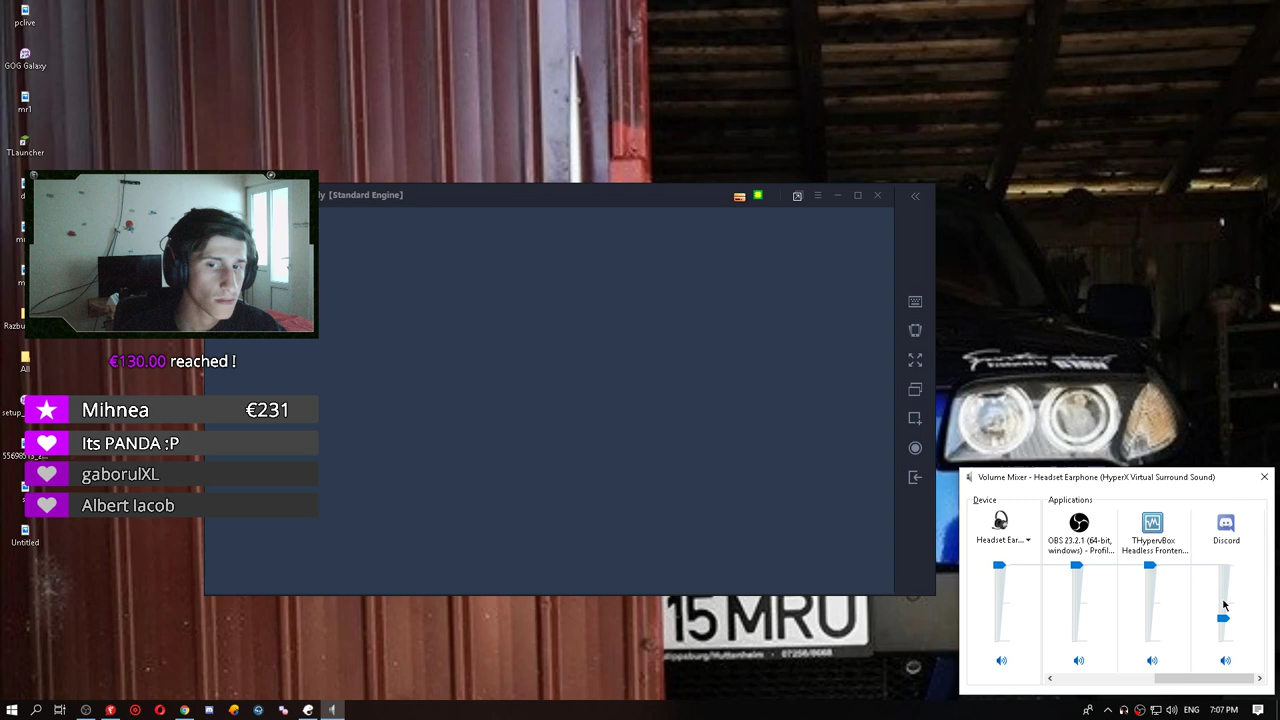 pclive
GOG Galaxy
mr1
TLauncher
y [Standard Engine]
€130.00 reached !
Mihnea €231
Its PANDA :P
gaborulXL
Albert Iacob
Razbu
All
setup_
Untitled
15 MRU
Volume Mixer - Headset Earphone (HyperX Virtual Surround Sound)
Device
Applications
Headset Ear...
OBS 23.2.1 (64-bit, windows) - Profil...
THypervBox Headless Fronten...
Discord
ENG
7:07 PM